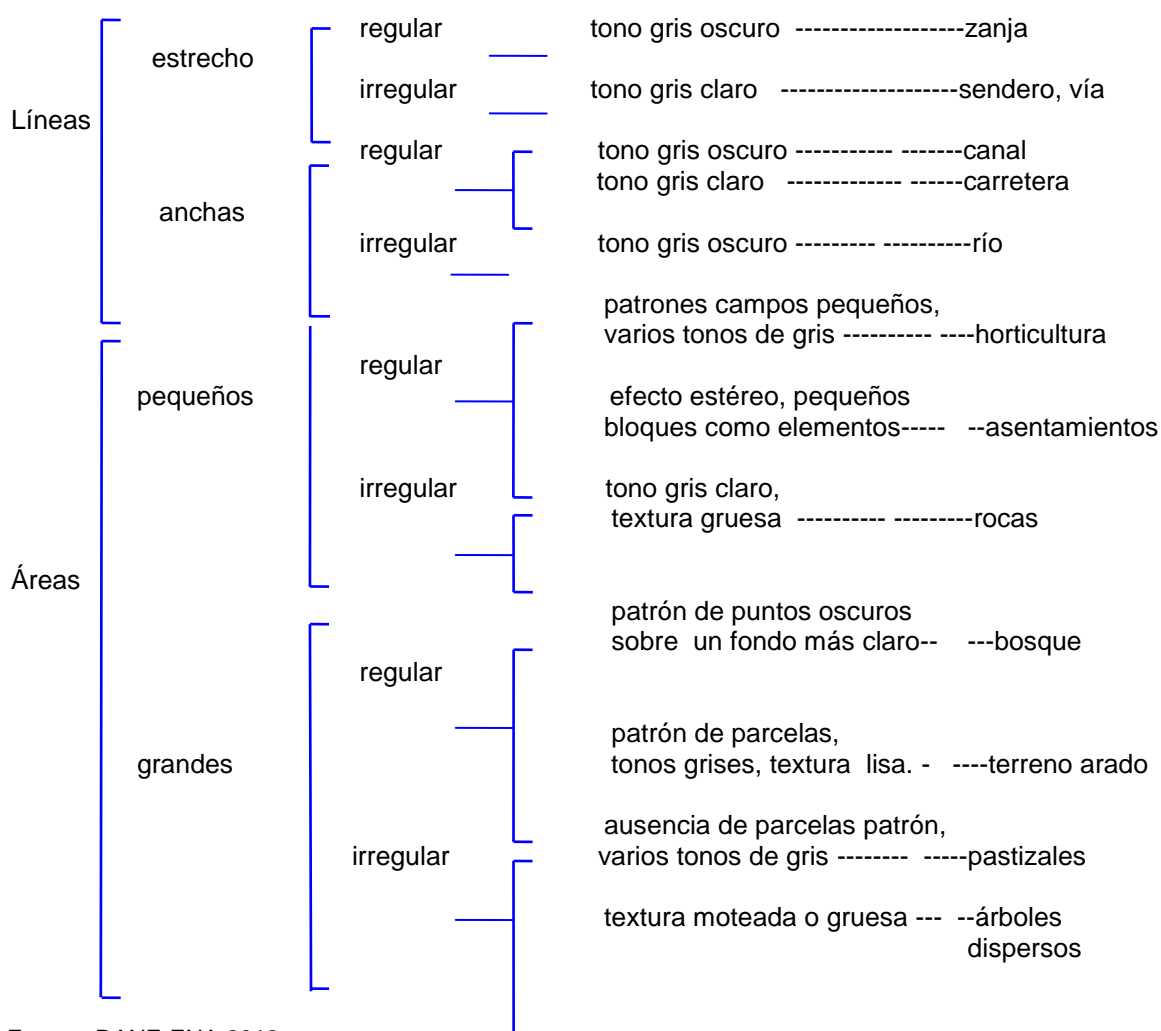 regular tono gris oscuro -------------------zanja
estrecho
irregular tono gris claro --------------------sendero, vía
Líneas
regular tono gris oscuro ----------- -------canal
tono gris claro ------------- ------carretera
anchas
irregular tono gris oscuro --------- ----------río
patrones campos pequeños,
varios tonos de gris ---------- ----horticultura
regular
pequeños efecto estéreo, pequeños
bloques como elementos----- --asentamientos
irregular tono gris claro,
textura gruesa ---------- ---------rocas
Áreas
patrón de puntos oscuros
sobre un fondo más claro-- ---bosque
regular
patrón de parcelas,
grandes tonos grises, textura lisa. - ----terreno arado
ausencia de parcelas patrón,
irregular varios tonos de gris -------- -----pastizales
textura moteada o gruesa --- --árboles
dispersos